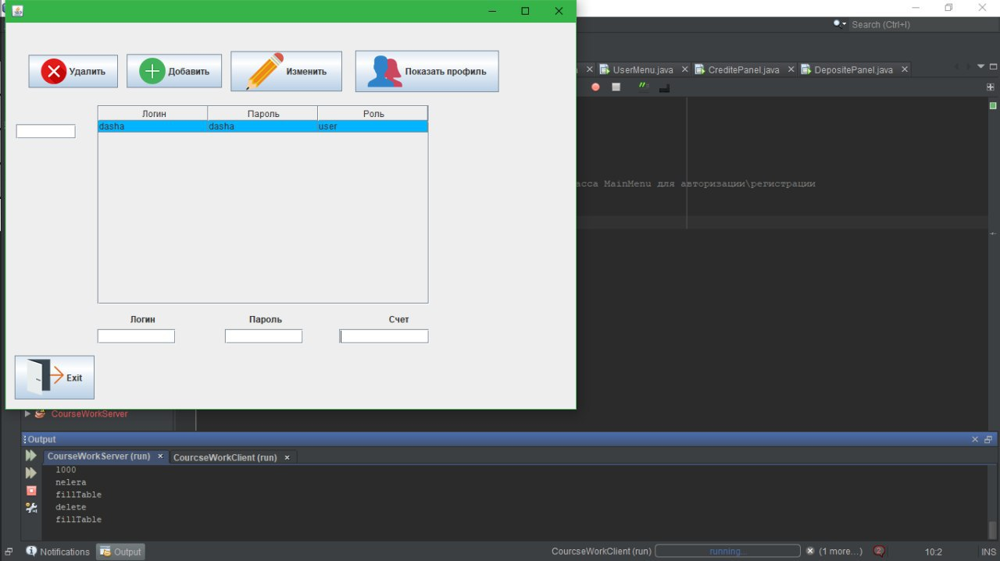 Search (Ctrl+I)
Удалить
Добавить
Изменить
Показать профиль
UserMenu.java
CreditePanel.java
DepositePanel.java
Логин Пароль Роль
dasha dasha user
MainMenu для авторизации\регистрации
Логин Пароль Счет
Exit
CourseWorkServer
Output
CourseWorkServer (run)
CourcseWorkClient (run)
1000
nelera
fillTable
delete
fillTable
Notifications
Output
CourcseWorkClient (run)
running...
(1 more...)
2
10:2
INS